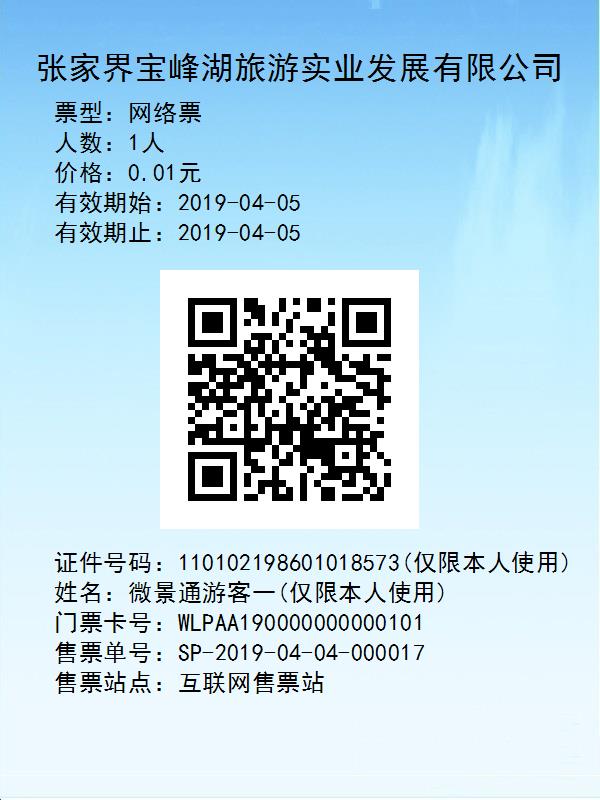 张家界宝峰湖旅游实业发展有限公司
票型：网络票
人数：1人
价格：0.01元
有效期始：2019-04-05
有效期止：2019-04-05
证件号码：110102198601018573(仅限本人使用)
姓名：微景通游客一(仅限本人使用)
门票卡号：WLPAA190000000000101
售票单号：SP-2019-04-04-000017
售票站点：互联网售票站